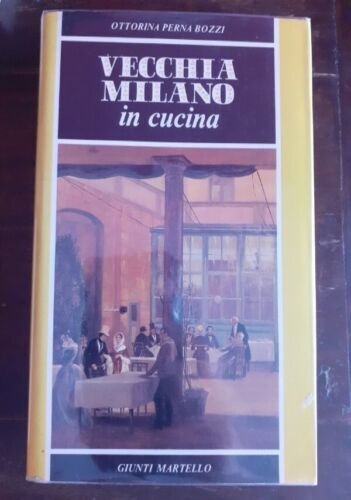 OTTORINA PERNA BOZZI
VECCHIA
MILANO
in cucina
GIUNTI MARTELLO